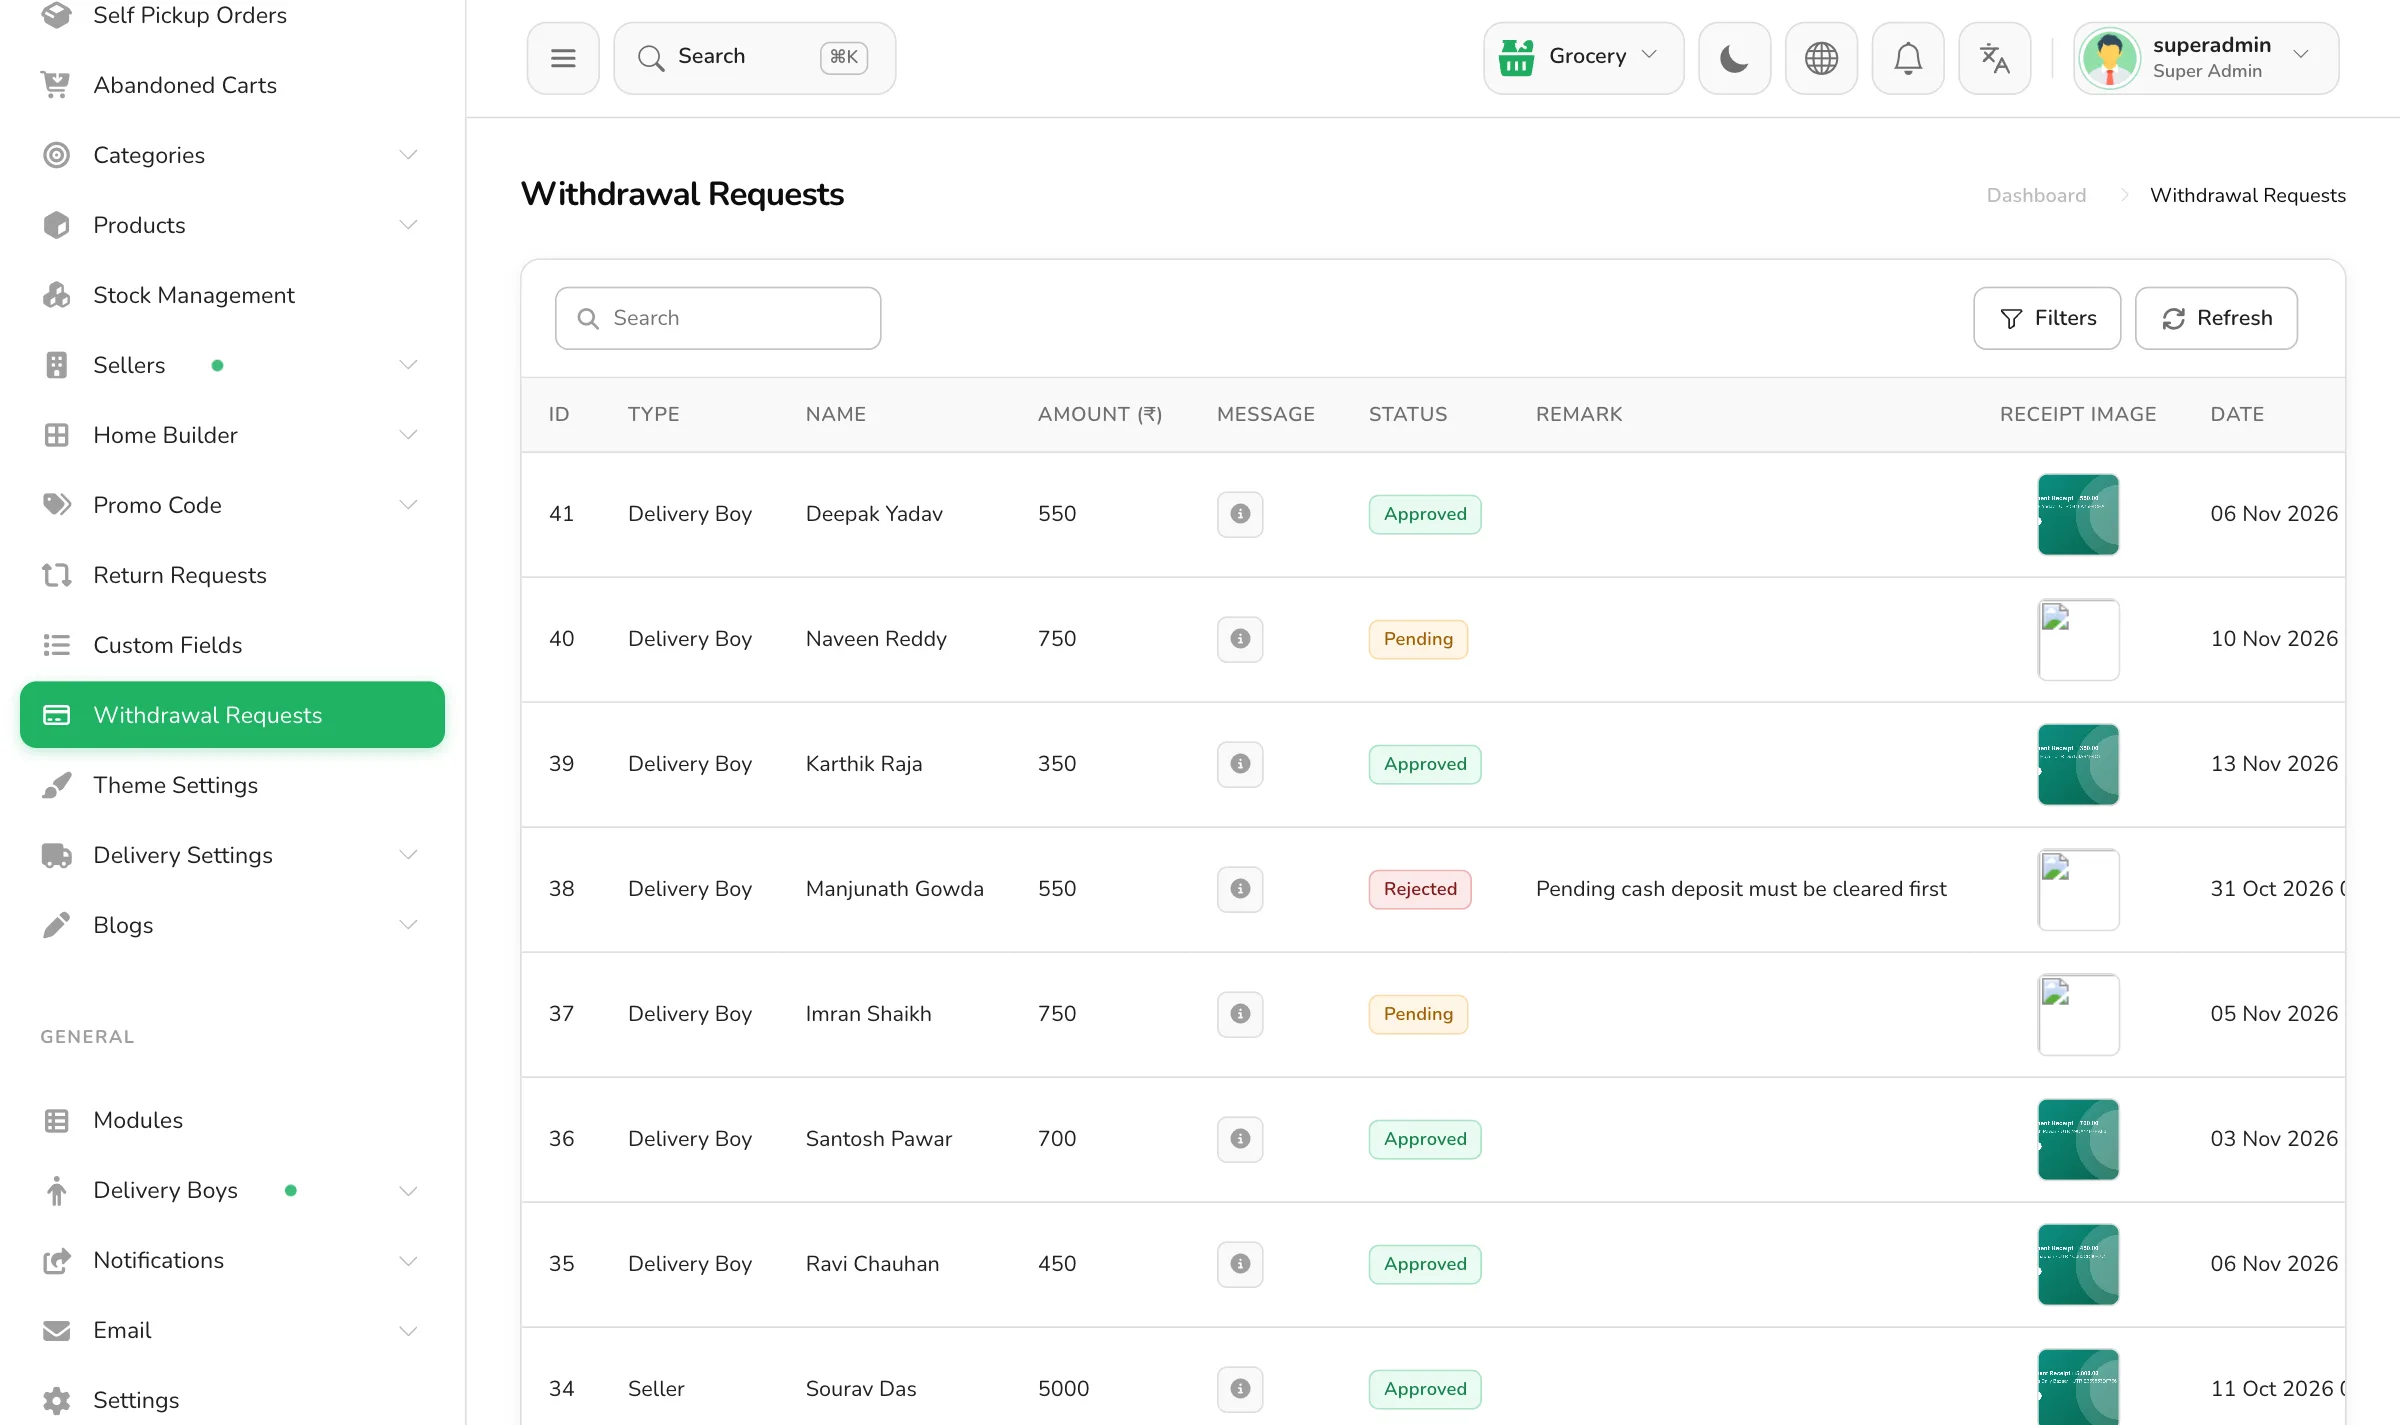 Self Pickup Orders
Abandoned Carts
Categories
Products
Stock Management
Sellers
Home Builder
Promo Code
Return Requests
Custom Fields
Withdrawal Requests
Theme Settings
Delivery Settings
Blogs
GENERAL
Modules
Delivery Boys
Notifications
Email
Settings
Search ⌘K
Grocery
superadmin
Super Admin
Withdrawal Requests
Dashboard Withdrawal Requests
Search
Filters Refresh
ID TYPE NAME AMOUNT (₹) MESSAGE STATUS REMARK RECEIPT IMAGE DATE
41 Delivery Boy Deepak Yadav 550 Approved 06 Nov 2026
40 Delivery Boy Naveen Reddy 750 Pending 10 Nov 2026
39 Delivery Boy Karthik Raja 350 Approved 13 Nov 2026
38 Delivery Boy Manjunath Gowda 550 Rejected Pending cash deposit must be cleared first 31 Oct 2026
37 Delivery Boy Imran Shaikh 750 Pending 05 Nov 2026
36 Delivery Boy Santosh Pawar 700 Approved 03 Nov 2026
35 Delivery Boy Ravi Chauhan 450 Approved 06 Nov 2026
34 Seller Sourav Das 5000 Approved 11 Oct 2026